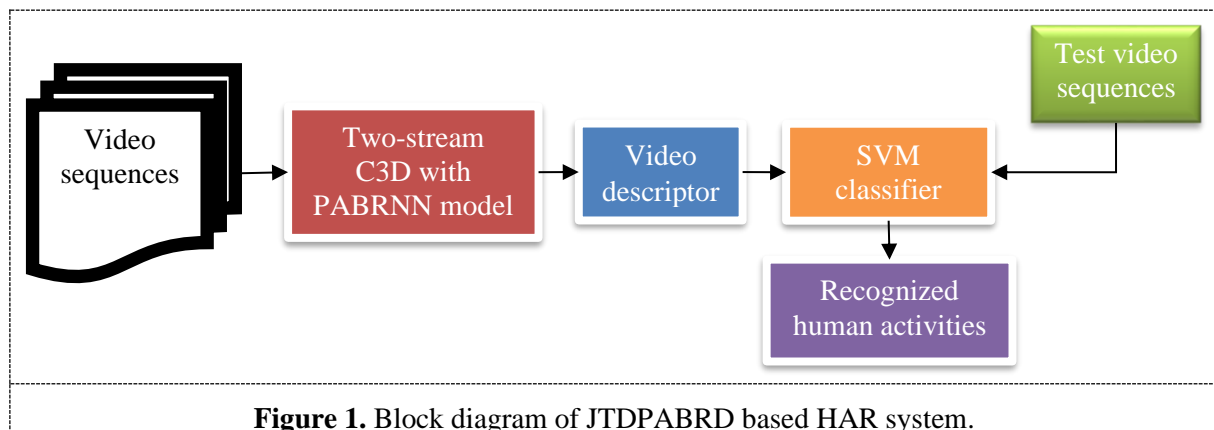 Video
sequences
Two-stream
C3D with
PABRNN model
Video
descriptor
SVM
classifier
Test video
sequences
Recognized
human activities
Figure 1. Block diagram of JTDPABRD based HAR system.